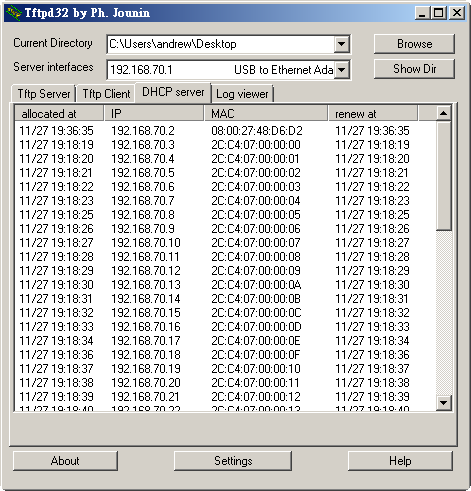 Tftpd32 by Ph. Jounin
Current Directory C:\Users\andrew\Desktop Browse
Server interfaces 192.168.70.1 USB to Ethernet Ada Show Dir
Tftp Server Tftp Client DHCP server Log viewer
allocated at IP MAC renew at
11/27 19:36:35 192.168.70.2 08:00:27:48:D6:D2 11/27 19:36:35
11/27 19:18:19 192.168.70.3 2C:C4:07:00:00:00 11/27 19:18:19
11/27 19:18:20 192.168.70.4 2C:C4:07:00:00:01 11/27 19:18:20
11/27 19:18:21 192.168.70.5 2C:C4:07:00:00:02 11/27 19:18:21
11/27 19:18:22 192.168.70.6 2C:C4:07:00:00:03 11/27 19:18:22
11/27 19:18:23 192.168.70.7 2C:C4:07:00:00:04 11/27 19:18:23
11/27 19:18:25 192.168.70.8 2C:C4:07:00:00:05 11/27 19:18:25
11/27 19:18:26 192.168.70.9 2C:C4:07:00:00:06 11/27 19:18:26
11/27 19:18:27 192.168.70.10 2C:C4:07:00:00:07 11/27 19:18:27
11/27 19:18:28 192.168.70.11 2C:C4:07:00:00:08 11/27 19:18:28
11/27 19:18:29 192.168.70.12 2C:C4:07:00:00:09 11/27 19:18:29
11/27 19:18:30 192.168.70.13 2C:C4:07:00:00:0A 11/27 19:18:30
11/27 19:18:31 192.168.70.14 2C:C4:07:00:00:0B 11/27 19:18:31
11/27 19:18:32 192.168.70.15 2C:C4:07:00:00:0C 11/27 19:18:32
11/27 19:18:33 192.168.70.16 2C:C4:07:00:00:0D 11/27 19:18:33
11/27 19:18:34 192.168.70.17 2C:C4:07:00:00:0E 11/27 19:18:34
11/27 19:18:36 192.168.70.18 2C:C4:07:00:00:0F 11/27 19:18:36
11/27 19:18:37 192.168.70.19 2C:C4:07:00:00:10 11/27 19:18:37
11/27 19:18:38 192.168.70.20 2C:C4:07:00:00:11 11/27 19:18:38
11/27 19:18:39 192.168.70.21 2C:C4:07:00:00:12 11/27 19:18:39
11/27 19:18:40 192.168.70.22 2C:C4:07:00:00:13 11/27 19:18:40
About Settings Help